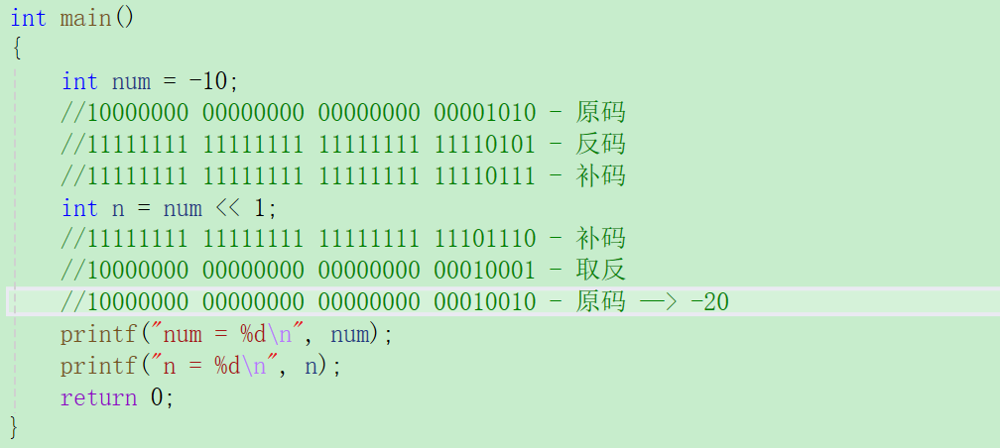 int main()
{
int num = -10;
//10000000 00000000 00000000 00001010 - 原码
//11111111 11111111 11111111 11110101 - 反码
//11111111 11111111 11111111 11110111 - 补码
int n = num << 1;
//11111111 11111111 11111111 11101110 - 补码
//10000000 00000000 00000000 00010001 - 取反
//10000000 00000000 00000000 00010010 - 原码 —> -20
printf("num = %d\n", num);
printf("n = %d\n", n);
return 0;
}